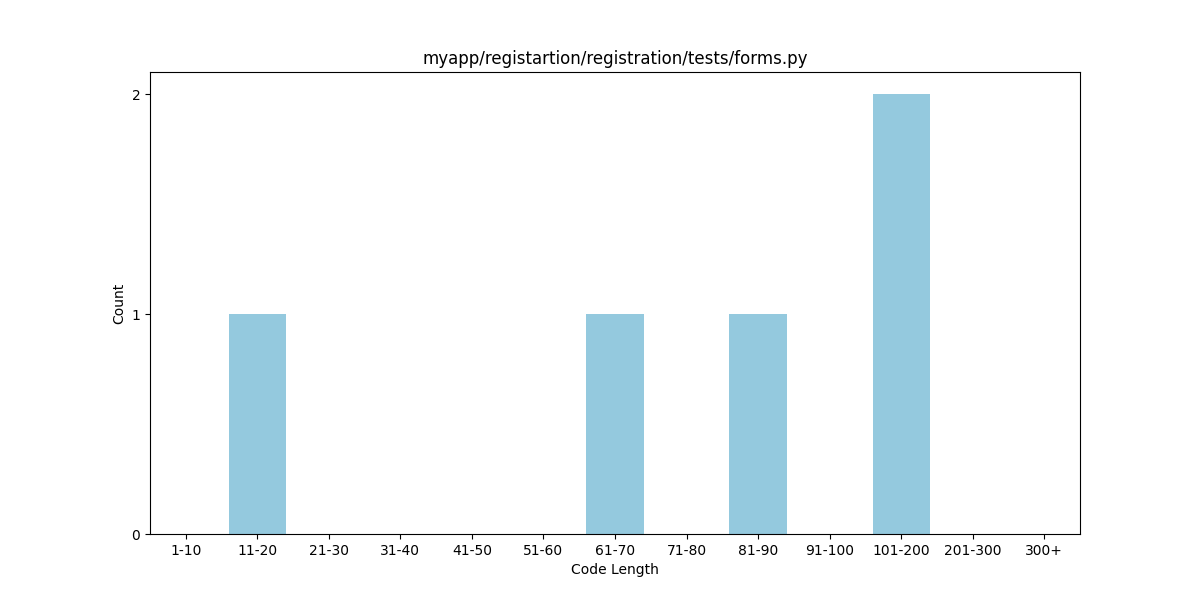 myapp/registartion/registration/tests/forms.py
2
1
0
Count
1-10 11-20 21-30 31-40 41-50 51-60 61-70 71-80 81-90 91-100 101-200 201-300 300+
Code Length